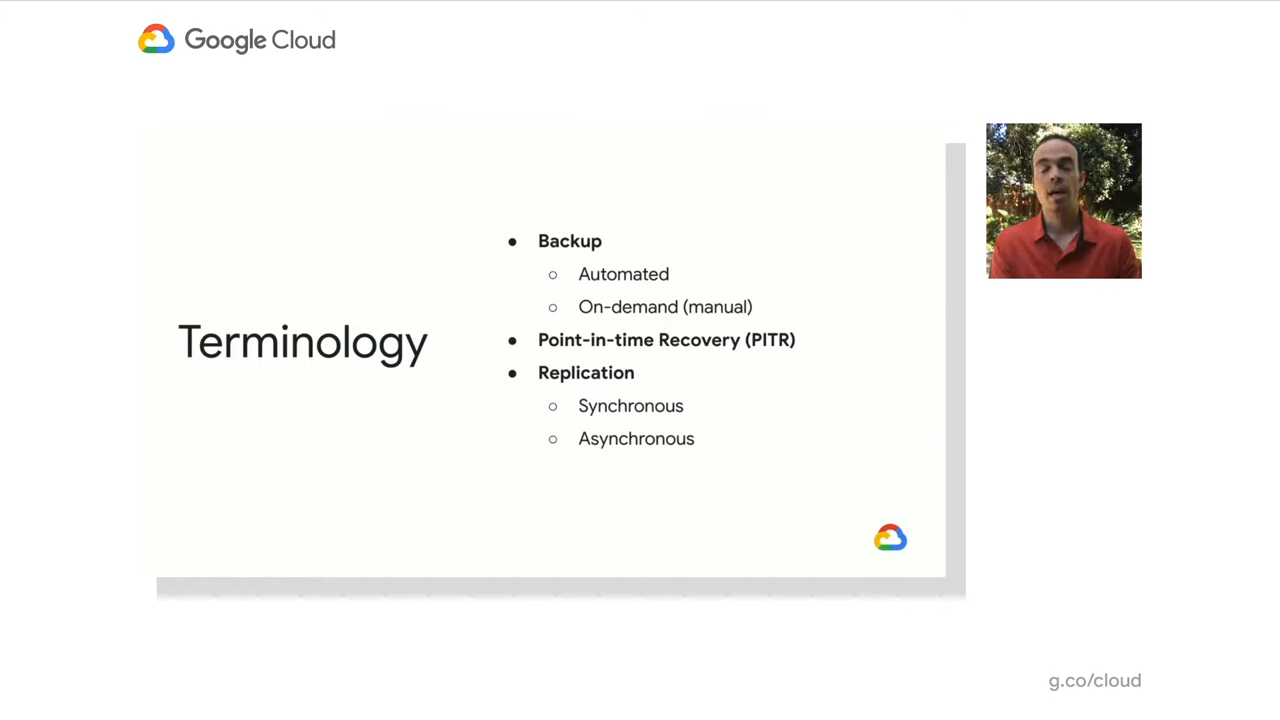 Google Cloud
Terminology
● Backup
○ Automated
○ On-demand (manual)
● Point-in-time Recovery (PITR)
● Replication
○ Synchronous
○ Asynchronous
g.co/cloud